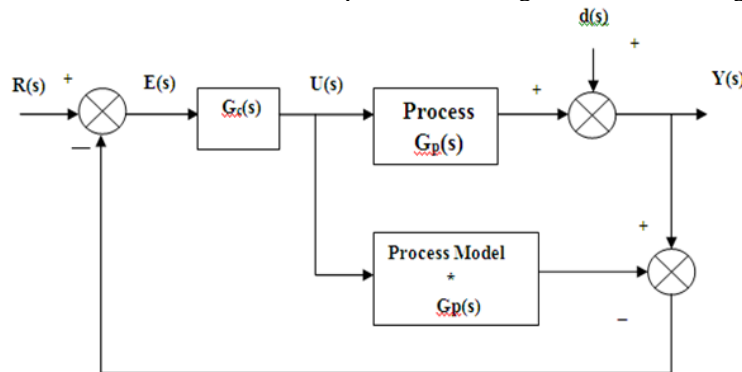 d(s)
+
R(s)
+
E(s)
Gc(s)
U(s)
Process
Gp(s)
+
Y(s)
—
+
Process Model
*
Gp(s)
–